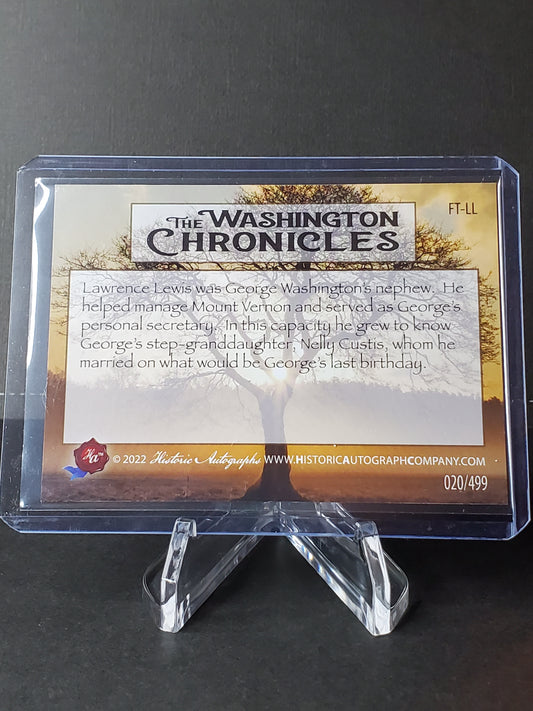 FT-LL
THE WASHINGTON
CHRONICLES
Lawrence Lewis was George Washington's nephew. He
helped manage Mount Vernon and served as George's
personal secretary. In this capacity he grew to know
George's step-granddaughter, Nelly Custis, whom he
married on what would be George's last birthday.
Ha™ © 2022 Historic Autographs WWW.HISTORICAUTOGRAPHCOMPANY.COM
020/499